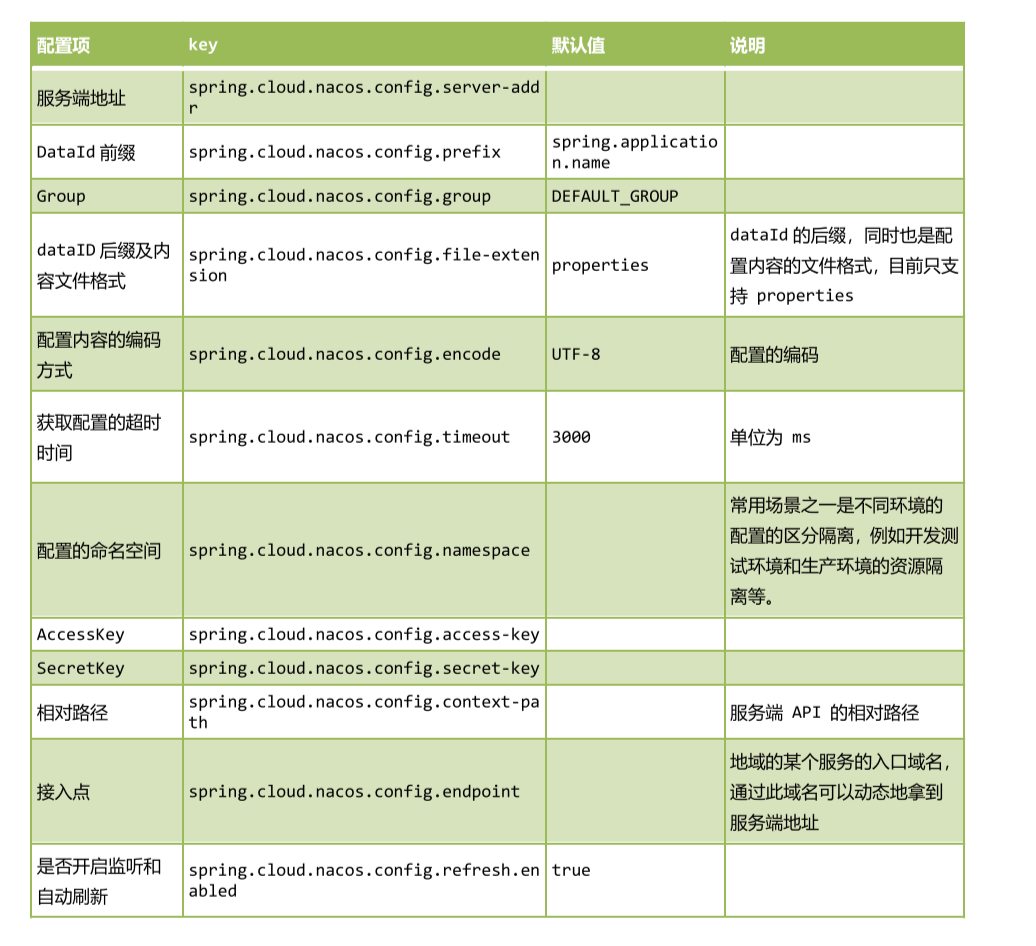 配置项 key 默认值 说明
服务端地址
spring.cloud.nacos.config.server-add
r
DataId 前缀
spring.cloud.nacos.config.prefix
spring.applicatio
n.name
Group
spring.cloud.nacos.config.group
DEFAULT_GROUP
dataID 后缀及内
容文件格式
spring.cloud.nacos.config.file-exten
sion
properties
dataId 的后缀，同时也是配
置内容的文件格式，目前只支
持 properties
配置内容的编码
方式
spring.cloud.nacos.config.encode
UTF-8
配置的编码
获取配置的超时
时间
spring.cloud.nacos.config.timeout
3000
单位为 ms
配置的命名空间
spring.cloud.nacos.config.namespace
常用场景之一是不同环境的
配置的区分隔离，例如开发测
试环境和生产环境的资源隔
离等。
AccessKey
spring.cloud.nacos.config.access-key
SecretKey
spring.cloud.nacos.config.secret-key
相对路径
spring.cloud.nacos.config.context-pa
th
服务端 API 的相对路径
接入点
spring.cloud.nacos.config.endpoint
地域的某个服务的入口域名，
通过此域名可以动态地拿到
服务端地址
是否开启监听和
自动刷新
spring.cloud.nacos.config.refresh.en
abled
true